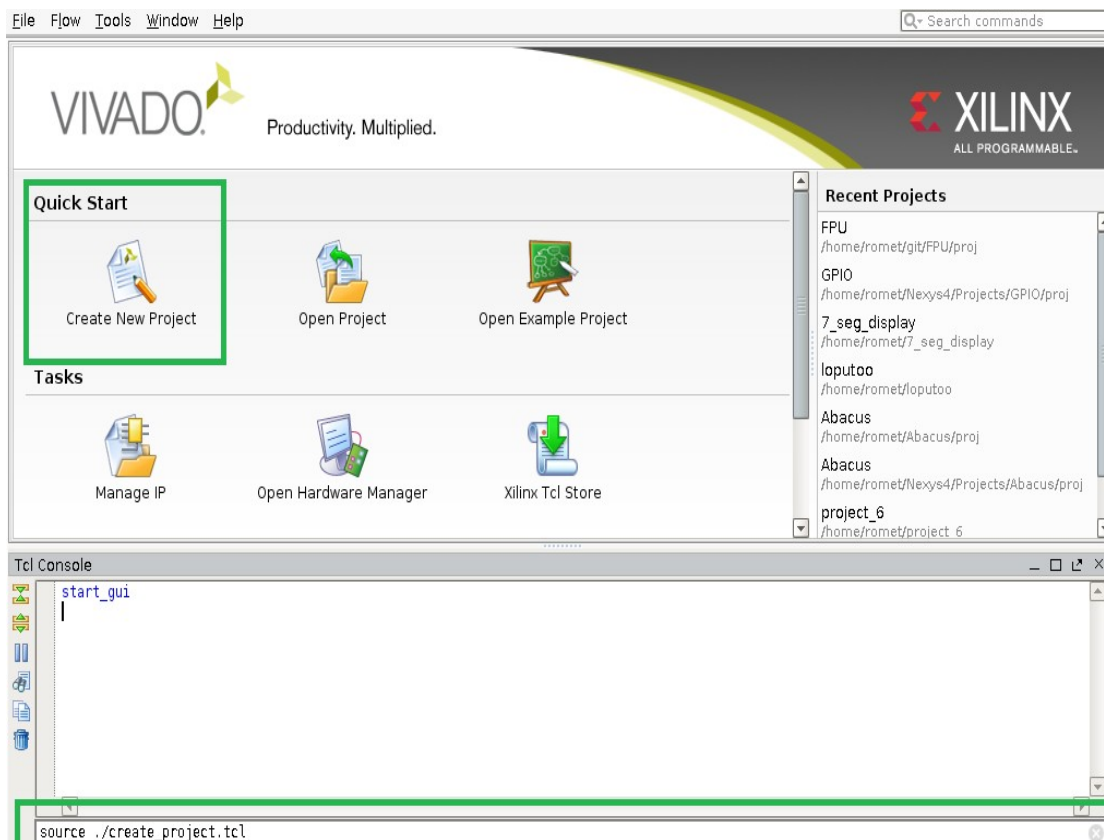 File Flow Tools Window Help
Search commands
VIVADO.
Productivity. Multiplied.
XILINX
ALL PROGRAMMABLE.
Quick Start
Create New Project
Open Project
Open Example Project
Tasks
Manage IP
Open Hardware Manager
Xilinx Tcl Store
Recent Projects
FPU
/home/romet/git/FPU/proj
GPIO
/home/romet/Nexys4/Projects/GPIO/proj
7_seg_display
/home/romet/7_seg_display
loputoo
/home/romet/loputoo
Abacus
/home/romet/Abacus/proj
Abacus
/home/romet/Nexys4/Projects/Abacus/proj
project_6
/home/romet/project_6
Tcl Console
start_gui
source ./create_project.tcl